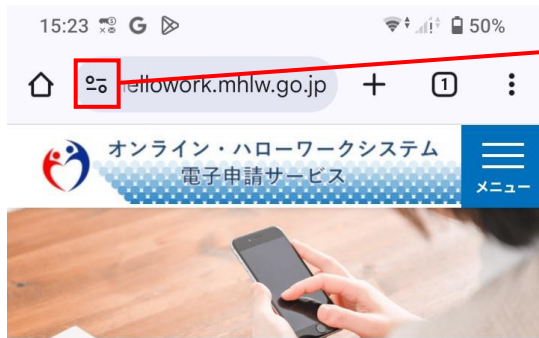 15:23 G 50%
ellowork.mhlw.go.jp 1
オンライン・ハローワークシステム
電子申請サービス
メニュー